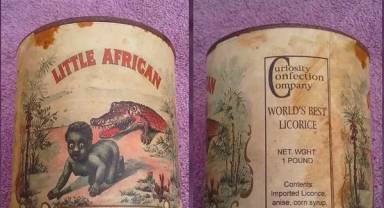 LITTLE AFRICAN
Curiosity
Confection
Company
WORLD'S BEST
LICORICE
NET. WGHT
1 POUND
Contents:
Imported Licorice,
anise, corn syrup,